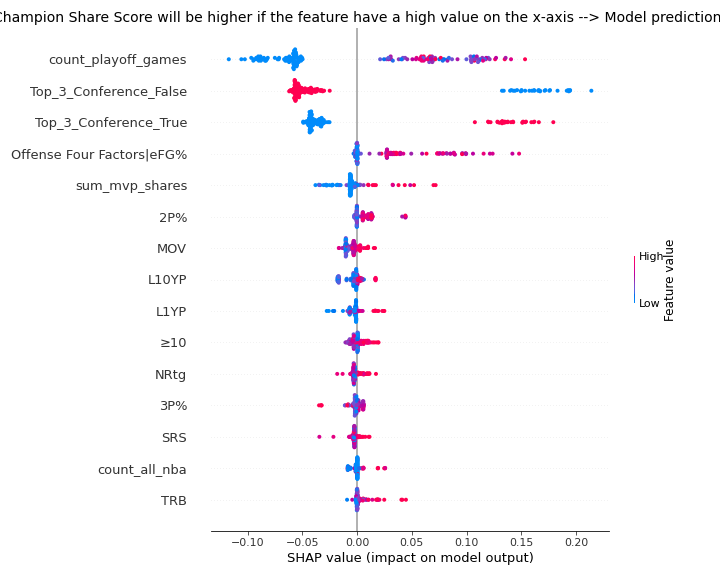 Champion Share Score will be higher if the feature have a high value on the x-axis --> Model prediction
count_playoff_games
Top_3_Conference_False
Top_3_Conference_True
Offense Four Factors|eFG%
sum_mvp_shares
2P%
MOV
L10YP
L1YP
≥10
NRtg
3P%
SRS
count_all_nba
TRB
−0.10 −0.05 0.00 0.05 0.10 0.15 0.20
SHAP value (impact on model output)
High
Low
Feature value